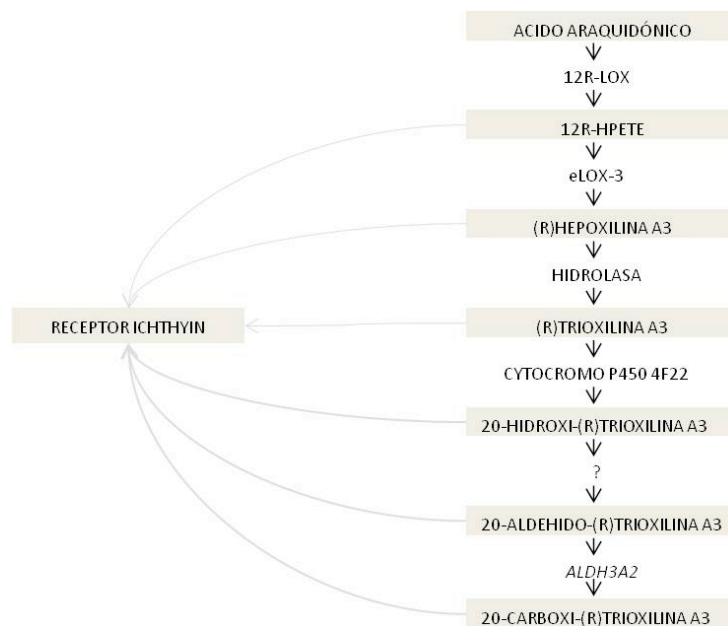 ACIDO ARAQUIDÓNICO
12R-LOX
12R-HPETE
eLOX-3
(R)HEPOXILINA A3
HIDROLASA
RECEPTOR ICHTHYIN
(R)TRIOXILINA A3
CYTOCROMO P450 4F22
20-HIDROXI-(R)TRIOXILINA A3
?
20-ALDEHIDO-(R)TRIOXILINA A3
ALDH3A2
20-CARBOXI-(R)TRIOXILINA A3